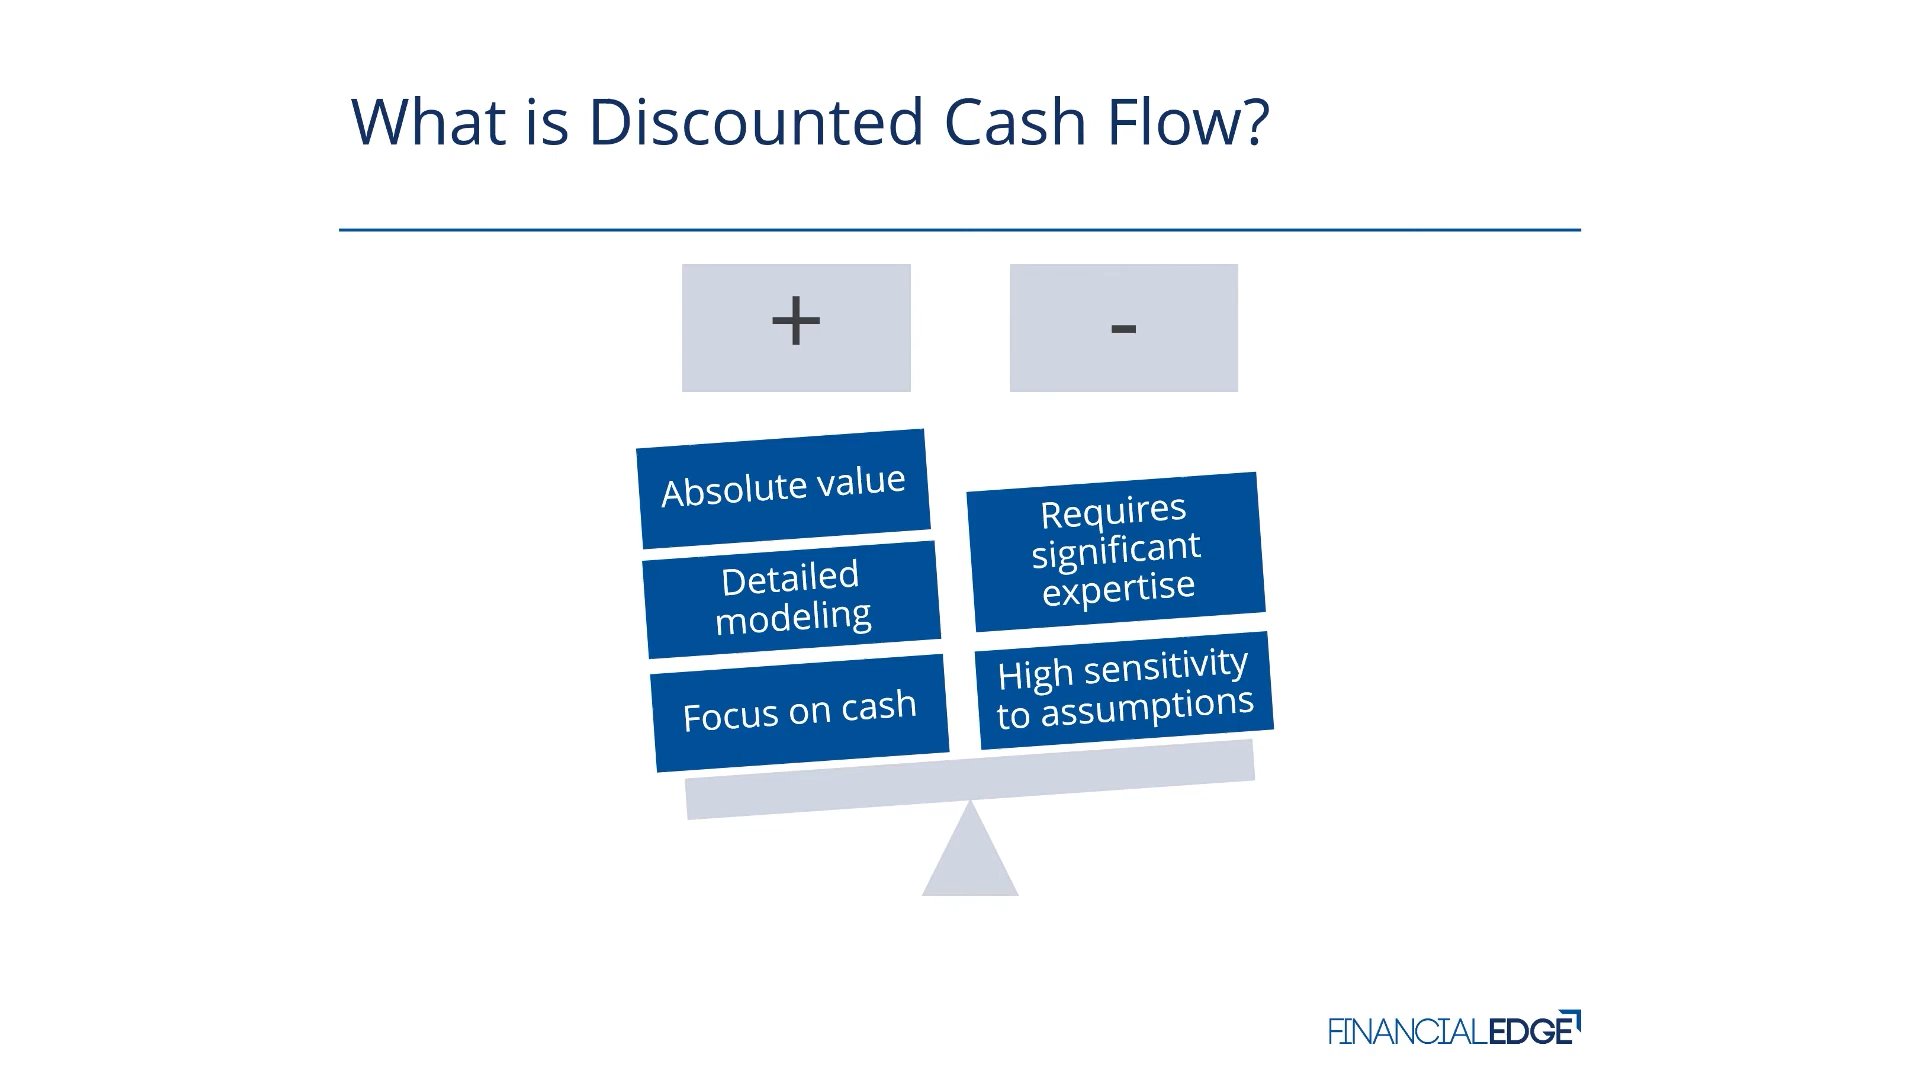 What is Discounted Cash Flow?
+
-
Absolute value
Detailed
modeling
Focus on cash
Requires
significant
expertise
High sensitivity
to assumptions
FINANCIALEDGE